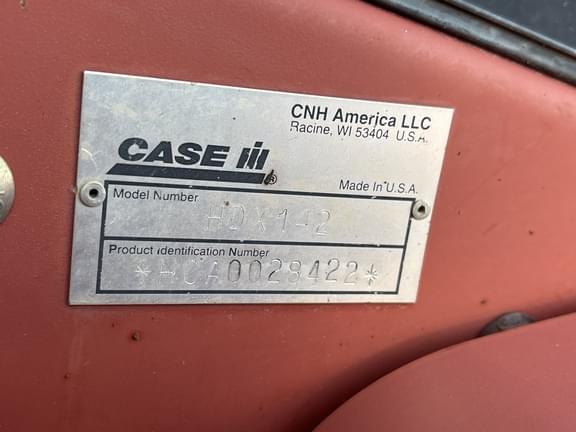 CNH America LLC
Racine, WI 53404 U.S.A.
CASE IH
®
Made In U.S.A.
Model Number
HDX142
Product Identification Number
*HCA0028422*